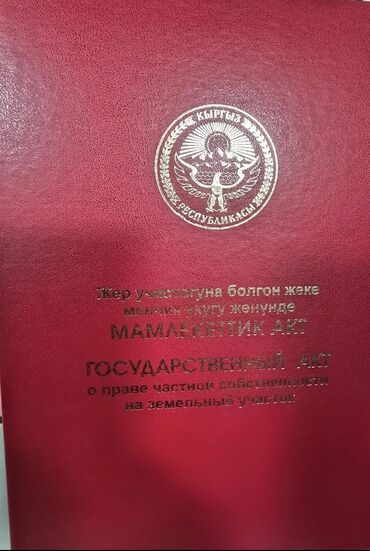 КЫРГЫЗ
РЕСПУБЛИКАСЫ
Жер участогуна болгон жеке
менчик укугу жөнүндө
МАМЛЕКЕТТИК АКТ
ГОСУДАРСТВЕННЫЙ АКТ
о праве частной собственности
на земельный участок